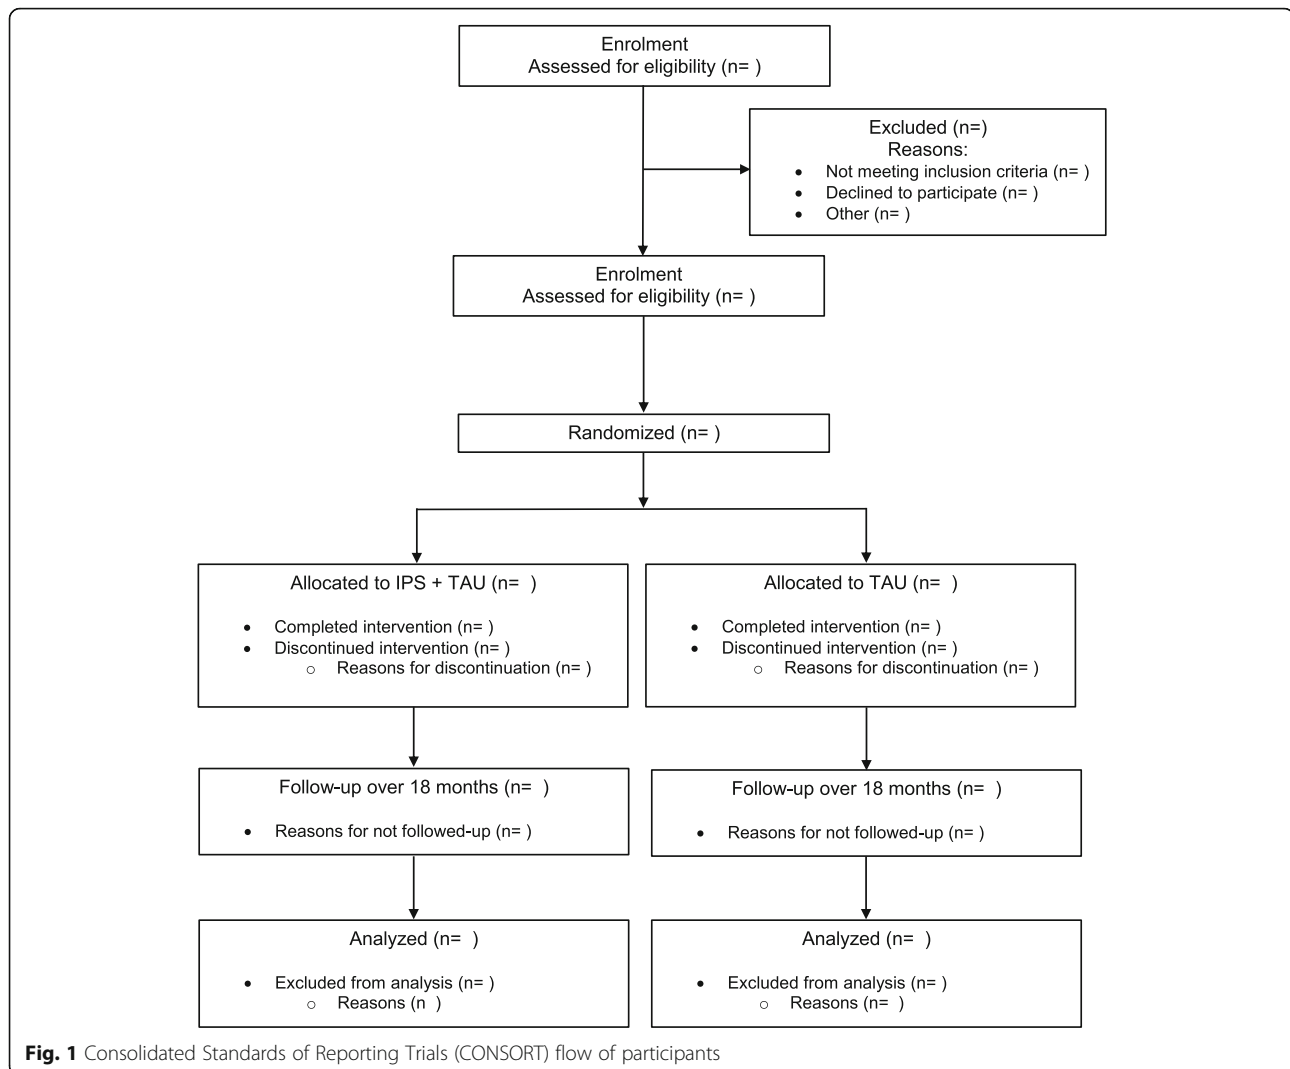 Enrolment
Assessed for eligibility (n= )
Excluded (n=)
Reasons:
• Not meeting inclusion criteria (n= )
• Declined to participate (n= )
• Other (n= )
Enrolment
Assessed for eligibility (n= )
Randomized (n= )
Allocated to IPS + TAU (n= )
• Completed intervention (n= )
• Discontinued intervention (n= )
o Reasons for discontinuation (n= )
Allocated to TAU (n= )
• Completed intervention (n= )
• Discontinued intervention (n= )
o Reasons for discontinuation (n= )
Follow-up over 18 months (n= )
• Reasons for not followed-up (n= )
Follow-up over 18 months (n= )
• Reasons for not followed-up (n= )
Analyzed (n= )
• Excluded from analysis (n= )
o Reasons (n )
Analyzed (n= )
• Excluded from analysis (n= )
o Reasons (n= )
Fig. 1 Consolidated Standards of Reporting Trials (CONSORT) flow of participants